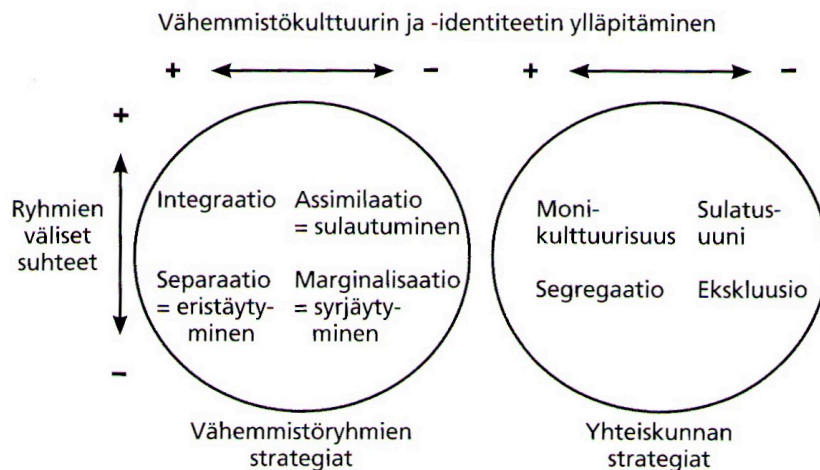 Vähemmistökulttuurin ja -identiteetin ylläpitäminen
+ − + −
+
Ryhmien
väliset
suhteet
−
Integraatio
Assimilaatio
= sulautuminen
Separaatio
= eristäyty-
minen
Marginalisaatio
= syrjäyty-
minen
Moni-
kulttuurisuus
Sulatus-
uuni
Segregaatio
Ekskluusio
Vähemmistöryhmien
strategiat
Yhteiskunnan
strategiat